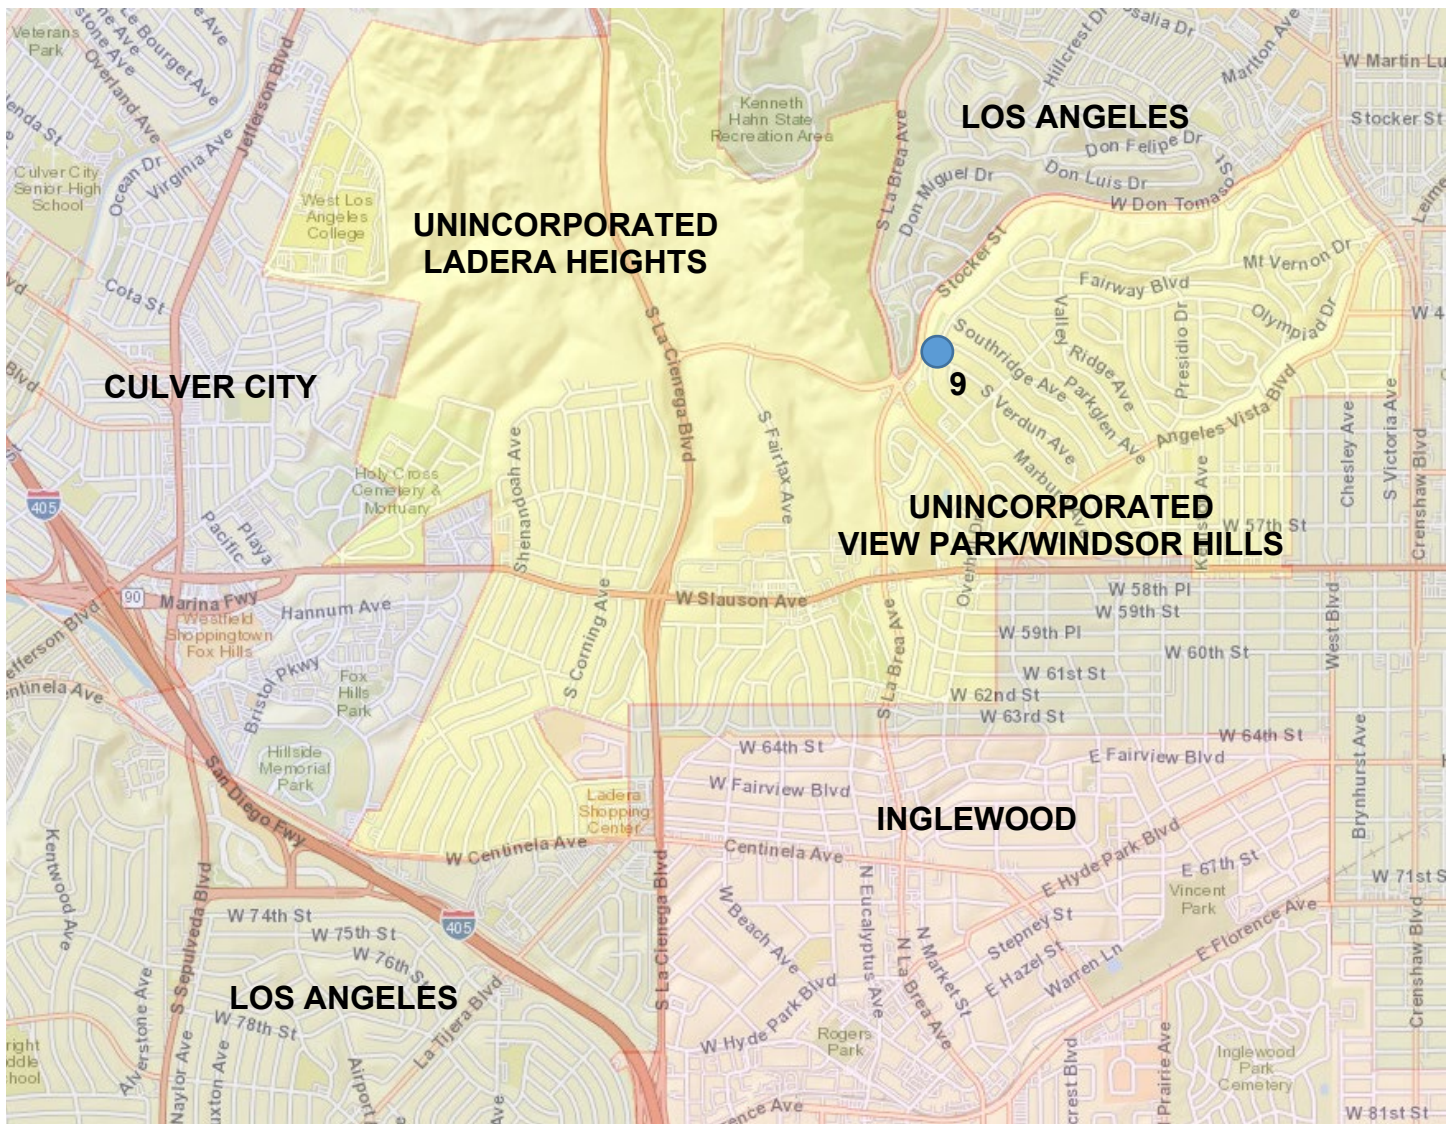 Veterans
Park
Le Bourget Ave
Overland Ave
Jefferson Blvd
Virginia Ave
Ocean Dr
Culver City
Senior High
School
West Los
Angeles
College
Cota St
CULVER CITY
UNINCORPORATED
LADERA HEIGHTS
Kenneth
Hahn State
Recreation Area
S La Brea Ave
LOS ANGELES
Hillcrest Dr
Marlton Ave
W Martin Lu
Stocker St
Don Felipe Dr
Don Luis Dr
Don Miguel Dr
W Don Tomaso St
Stocker St
Mt Vernon Dr
Fairway Blvd
Olympiad Dr
Valley Ridge Ave
Presidio Dr
Southridge Ave
Parkglen Ave
S Verdun Ave
Angeles Vista Blvd
9
S La Cienega Blvd
S Fairfax Ave
Chesley Ave
S Victoria Ave
Crenshaw Blvd
Shenandoah Ave
Holy Cross
Cemetery &
Mortuary
UNINCORPORATED
VIEW PARK/WINDSOR HILLS
W 57th St
405
Playa
Pacific
90
Marina Fwy
Hannum Ave
Westfield
Shoppingtown
Fox Hills
Bristol Pkwy
Fox
Hills
Park
Hillside
Memorial
Park
S Corning Ave
W Slauson Ave
S La Brea Ave
W 58th Pl
W 59th St
W 59th Pl
W 60th St
W 61st St
W 62nd St
W 63rd St
W 64th St
West Blvd
W 64th St
E Fairview Blvd
W Fairview Blvd
Brynhurst Ave
San Diego Fwy
Ladera
Shopping
Center
INGLEWOOD
W Centinela Ave
Centinela Ave
E Hyde Park Blvd
E 67th St
Vincent
Park
W 71st S
E Florence Ave
Kentwood Ave
S Sepulveda Blvd
W 74th St
W 75th St
W 76th St
405
LOS ANGELES
W 78th St
La Tijera Blvd
Alverstone Ave
Naylor Ave
Airport
S La Cienega Blvd
W Beach Ave
N Eucalyptus Ave
N La Brea Ave
N Market St
Stepney St
E Hazel St
Warren Ln
W Hyde Park Blvd
Rogers
Park
Prairie Ave
Inglewood
Park
Cemetery
Crenshaw Blvd
W 81st St